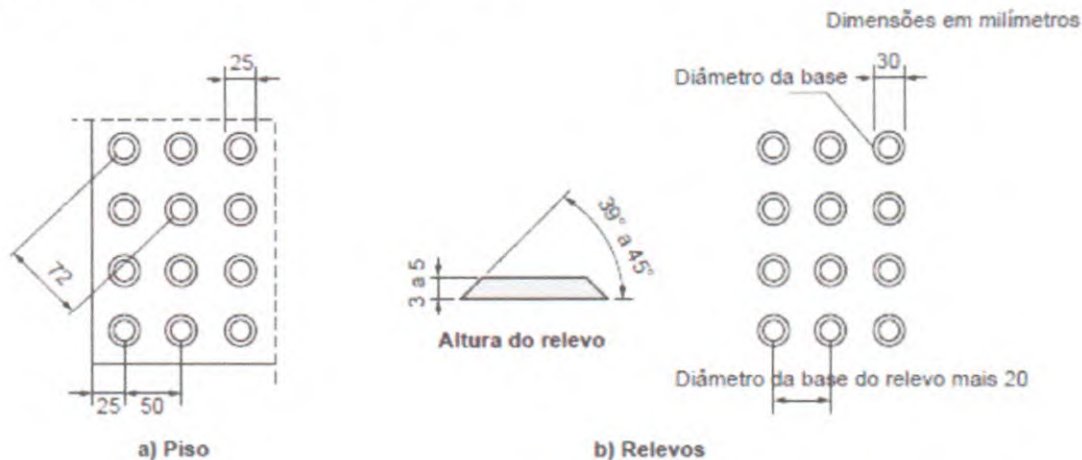 Dimensões em milímetros
25
Diâmetro da base
30
72
39° a 45°
3 a 5
Altura do relevo
Diâmetro da base do relevo mais 20
25
50
a) Piso
b) Relevos